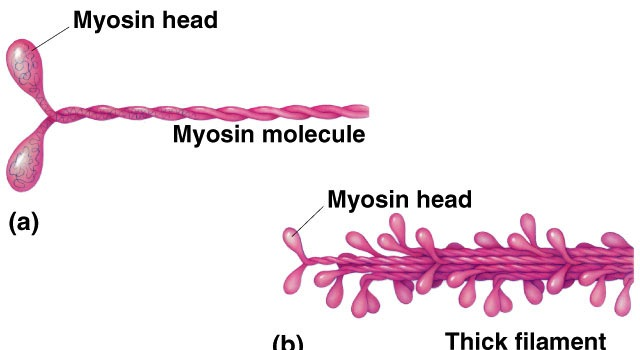 Myosin head
Myosin molecule
(a)
Myosin head
(b)
Thick filament